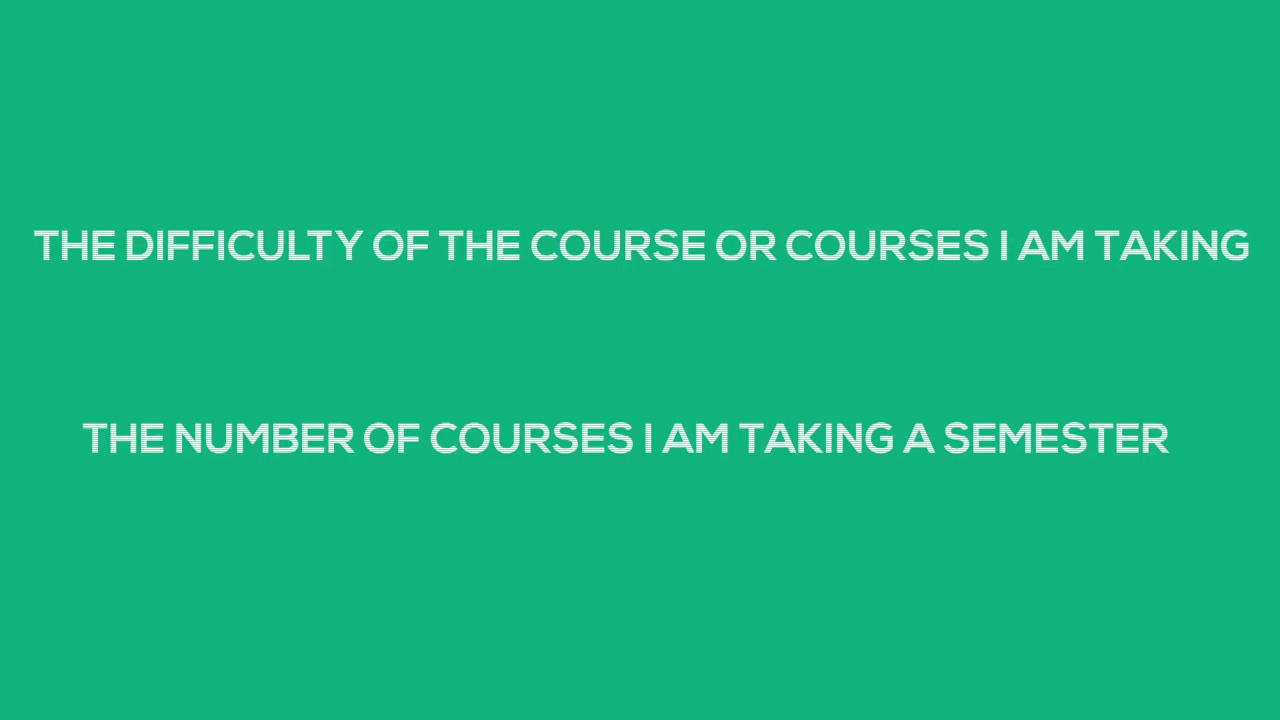 THE DIFFICULTY OF THE COURSE OR COURSES I AM TAKING
THE NUMBER OF COURSES I AM TAKING A SEMESTER